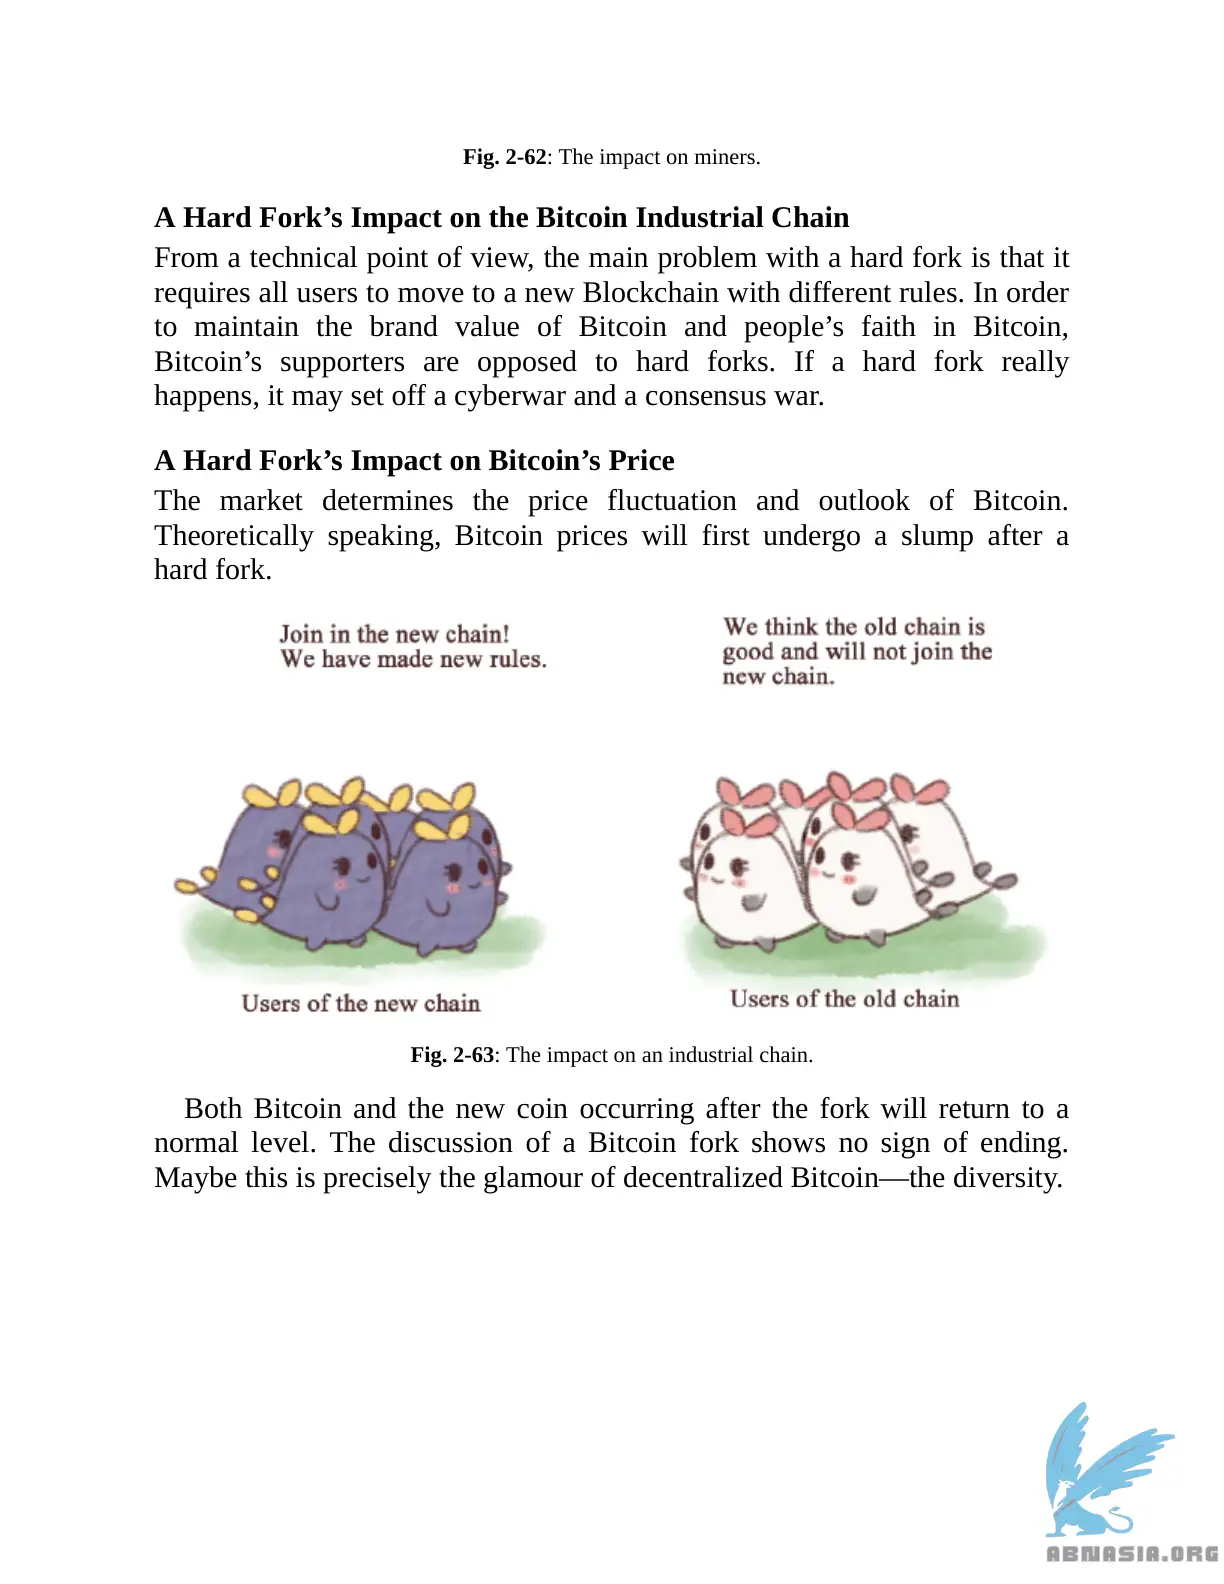 Fig. 2-62: The impact on miners.
A Hard Fork’s Impact on the Bitcoin Industrial Chain
From a technical point of view, the main problem with a hard fork is that it
requires all users to move to a new Blockchain with different rules. In order
to maintain the brand value of Bitcoin and people’s faith in Bitcoin,
Bitcoin’s supporters are opposed to hard forks. If a hard fork really
happens, it may set off a cyberwar and a consensus war.
A Hard Fork’s Impact on Bitcoin’s Price
The market determines the price fluctuation and outlook of Bitcoin.
Theoretically speaking, Bitcoin prices will first undergo a slump after a
hard fork.
Join in the new chain!
We have made new rules.
We think the old chain is
good and will not join the
new chain.
Users of the new chain
Users of the old chain
Fig. 2-63: The impact on an industrial chain.
Both Bitcoin and the new coin occurring after the fork will return to a
normal level. The discussion of a Bitcoin fork shows no sign of ending.
Maybe this is precisely the glamour of decentralized Bitcoin—the diversity.
ABNASIA.ORG